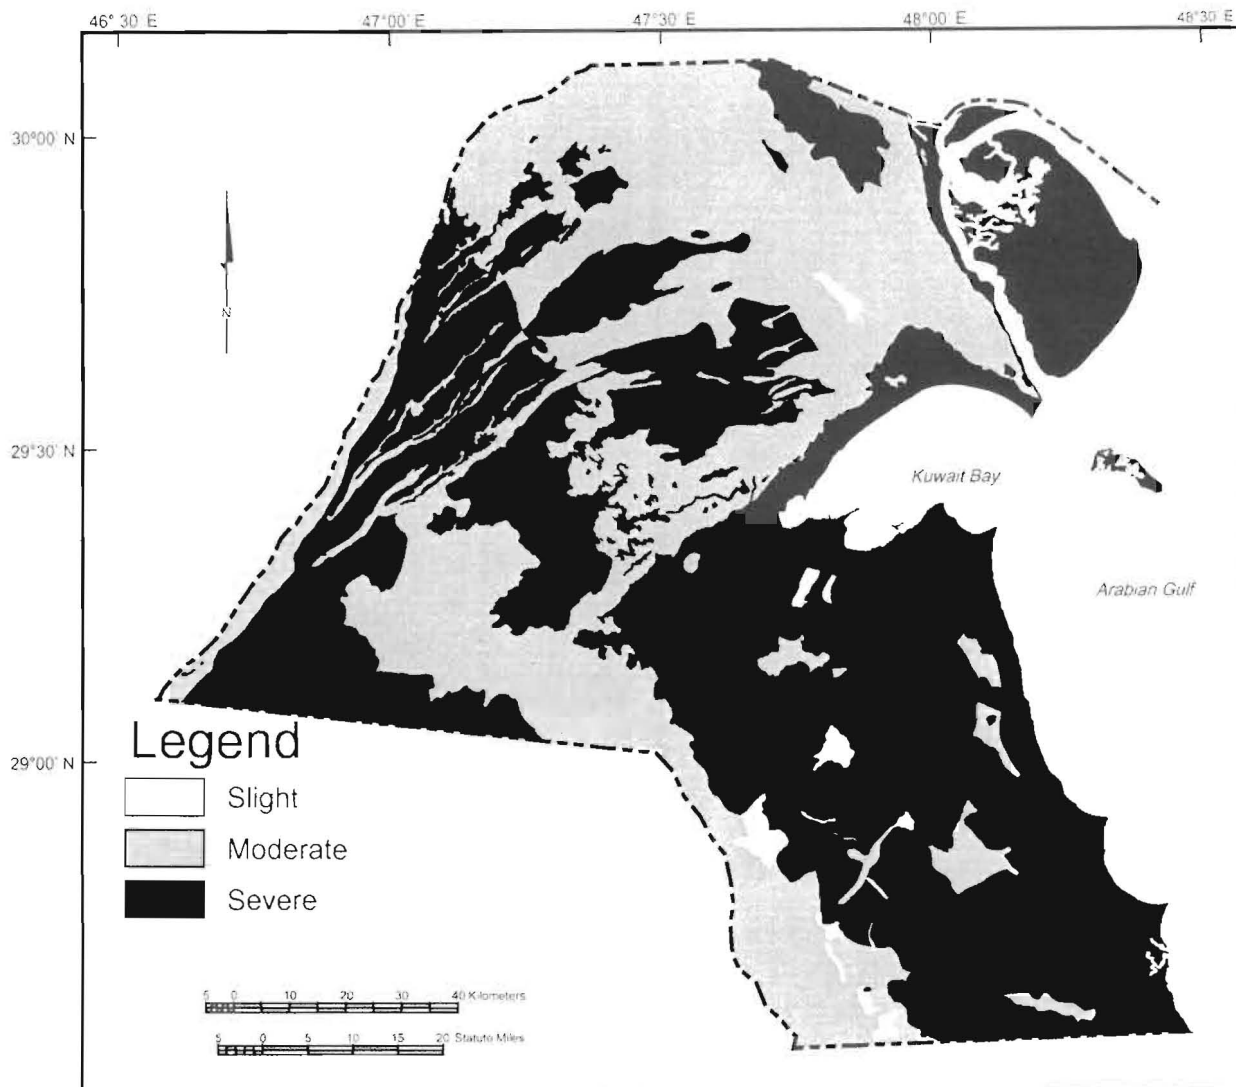 46° 30′ E 47°00′ E 47°30′ E 48°00′ E 48°30′ E
30°00′ N
N
29°30′ N
Kuwait Bay
Arabian Gulf
29°00′ N
Legend
Slight
Moderate
Severe
5 0 10 20 30 40 Kilometers
5 0 5 10 15 20 Statute Miles